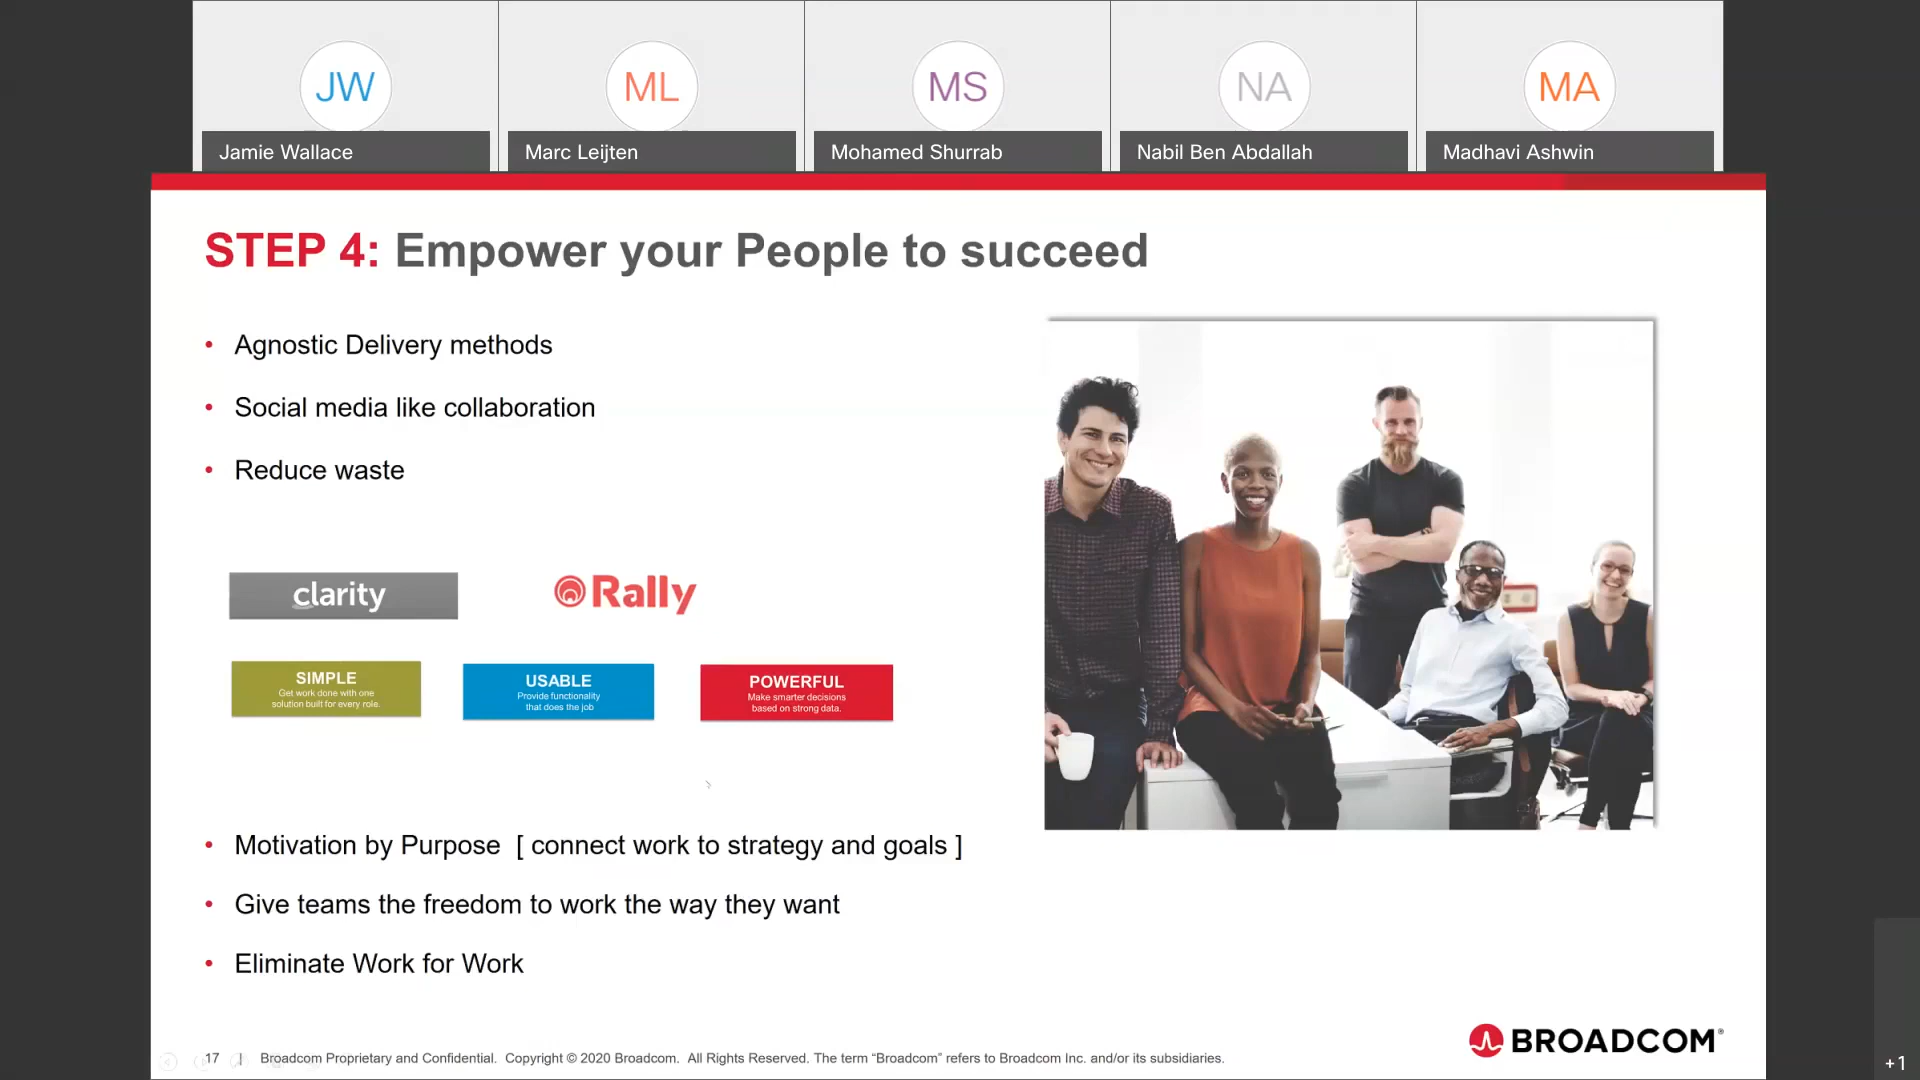 JW
ML
MS
NA
MA
Jamie Wallace
Marc Leijten
Mohamed Shurrab
Nabil Ben Abdallah
Madhavi Ashwin
STEP 4: Empower your People to succeed
• Agnostic Delivery methods
• Social media like collaboration
• Reduce waste
clarity
Rally
SIMPLE
Get work done with one
solution built for every role.
USABLE
Provide functionality
that does the job
POWERFUL
Make smarter decisions
based on strong data.
• Motivation by Purpose [ connect work to strategy and goals ]
• Give teams the freedom to work the way they want
• Eliminate Work for Work
BROADCOM®
17 | Broadcom Proprietary and Confidential. Copyright © 2020 Broadcom. All Rights Reserved. The term “Broadcom” refers to Broadcom Inc. and/or its subsidiaries.
+1